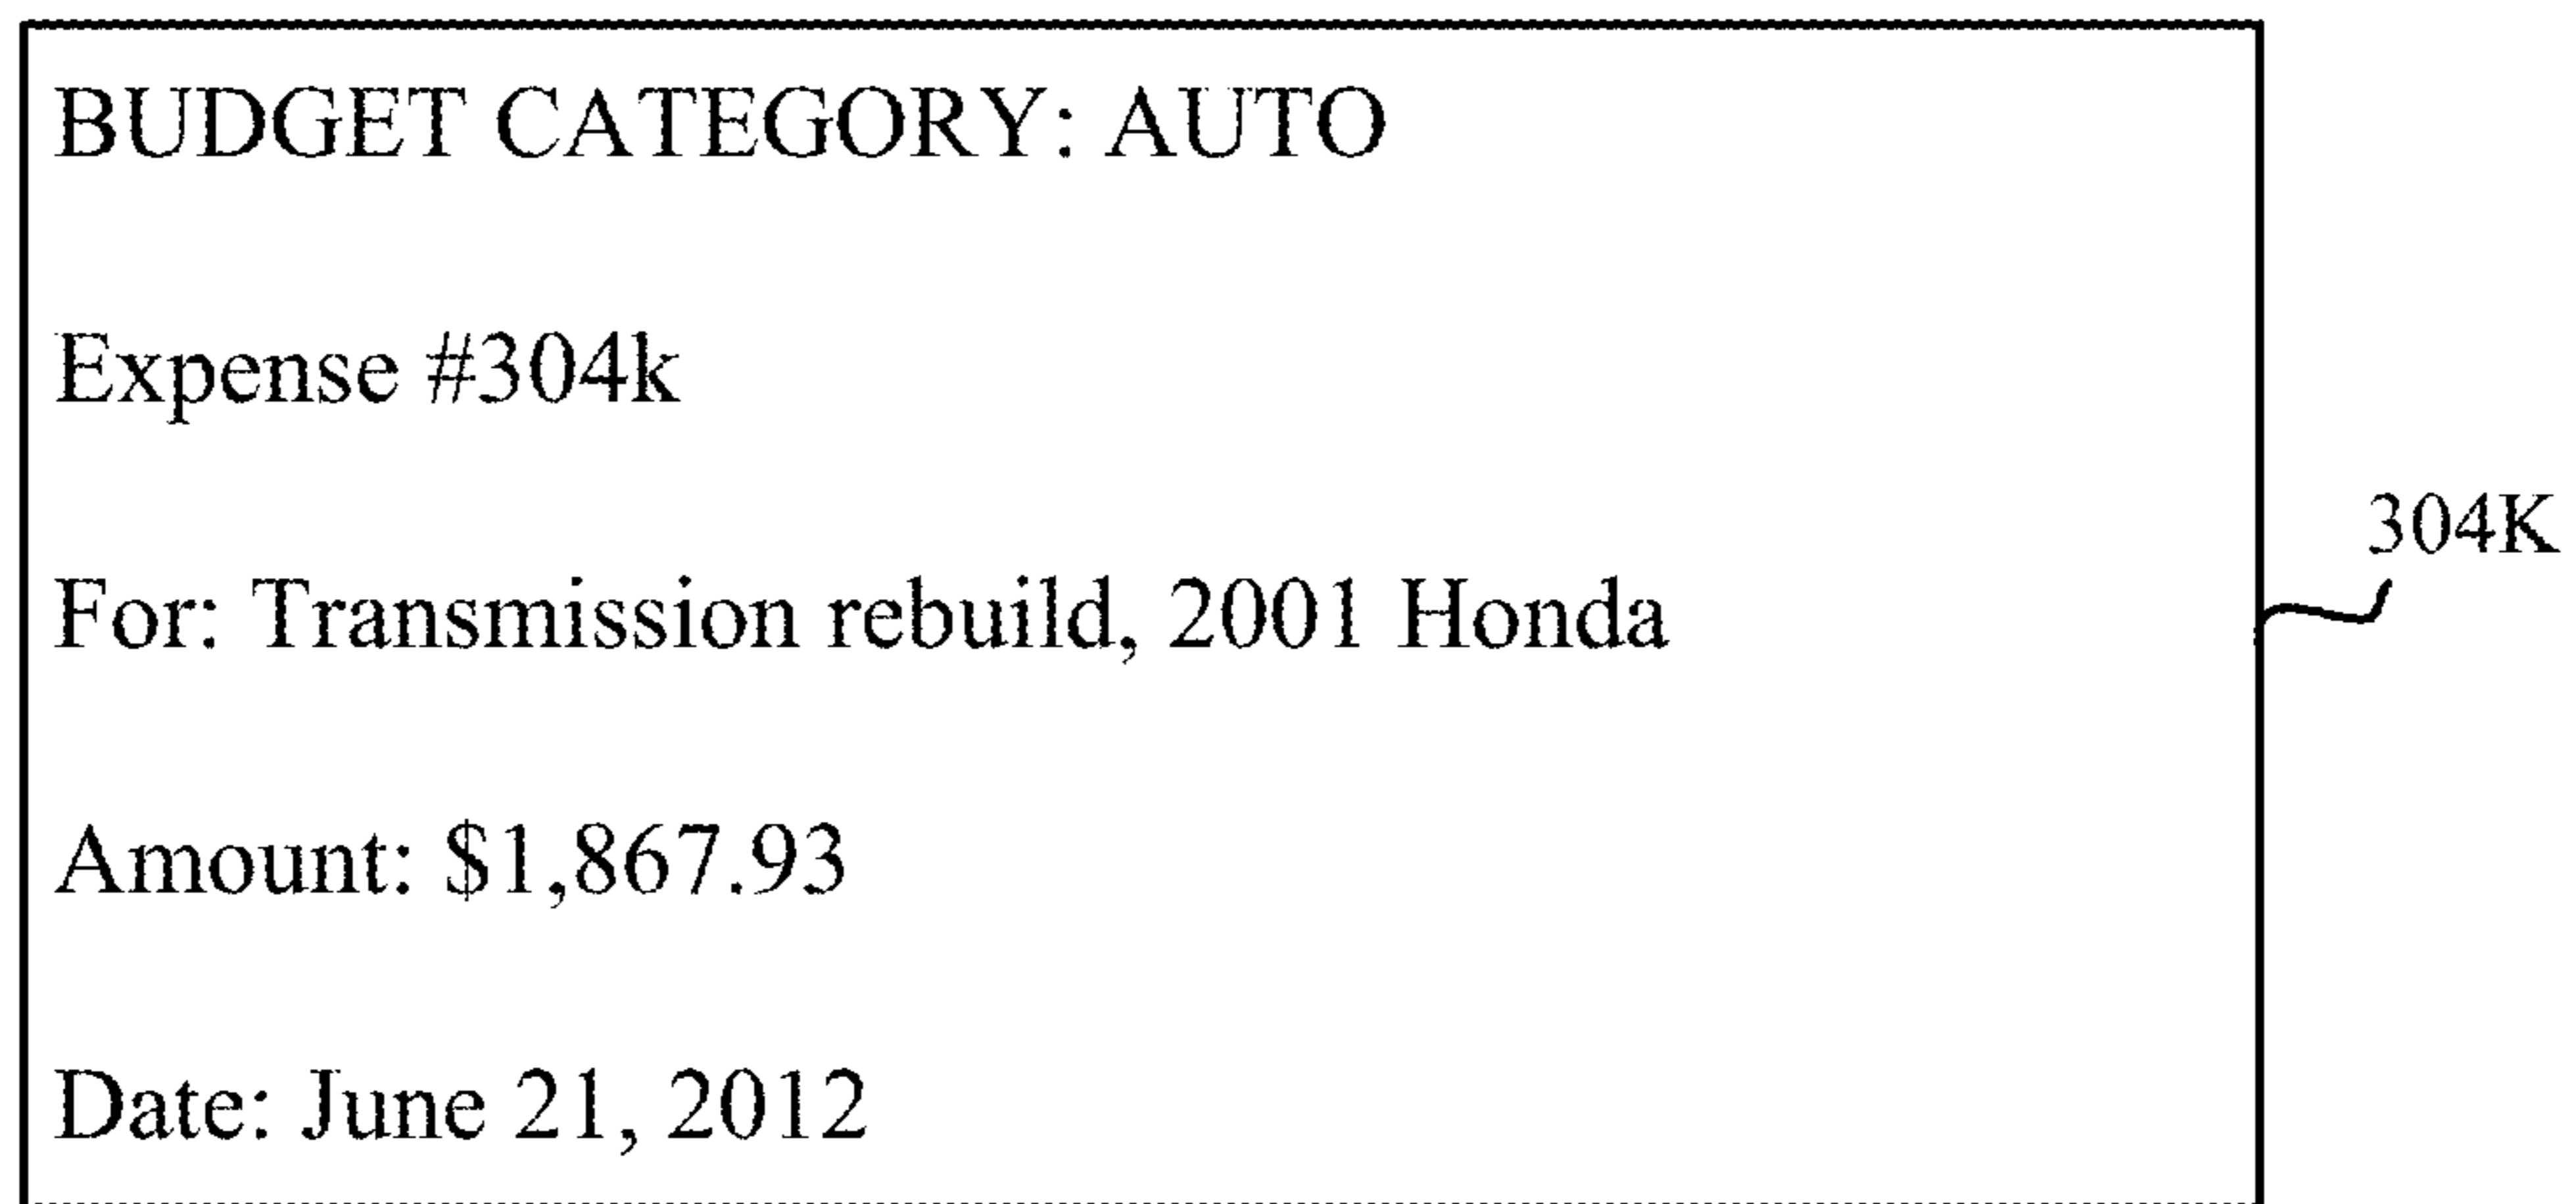 BUDGET CATEGORY: AUTO
Expense #304k
For: Transmission rebuild, 2001 Honda
304K
Amount: $1,867.93
Date: June 21, 2012